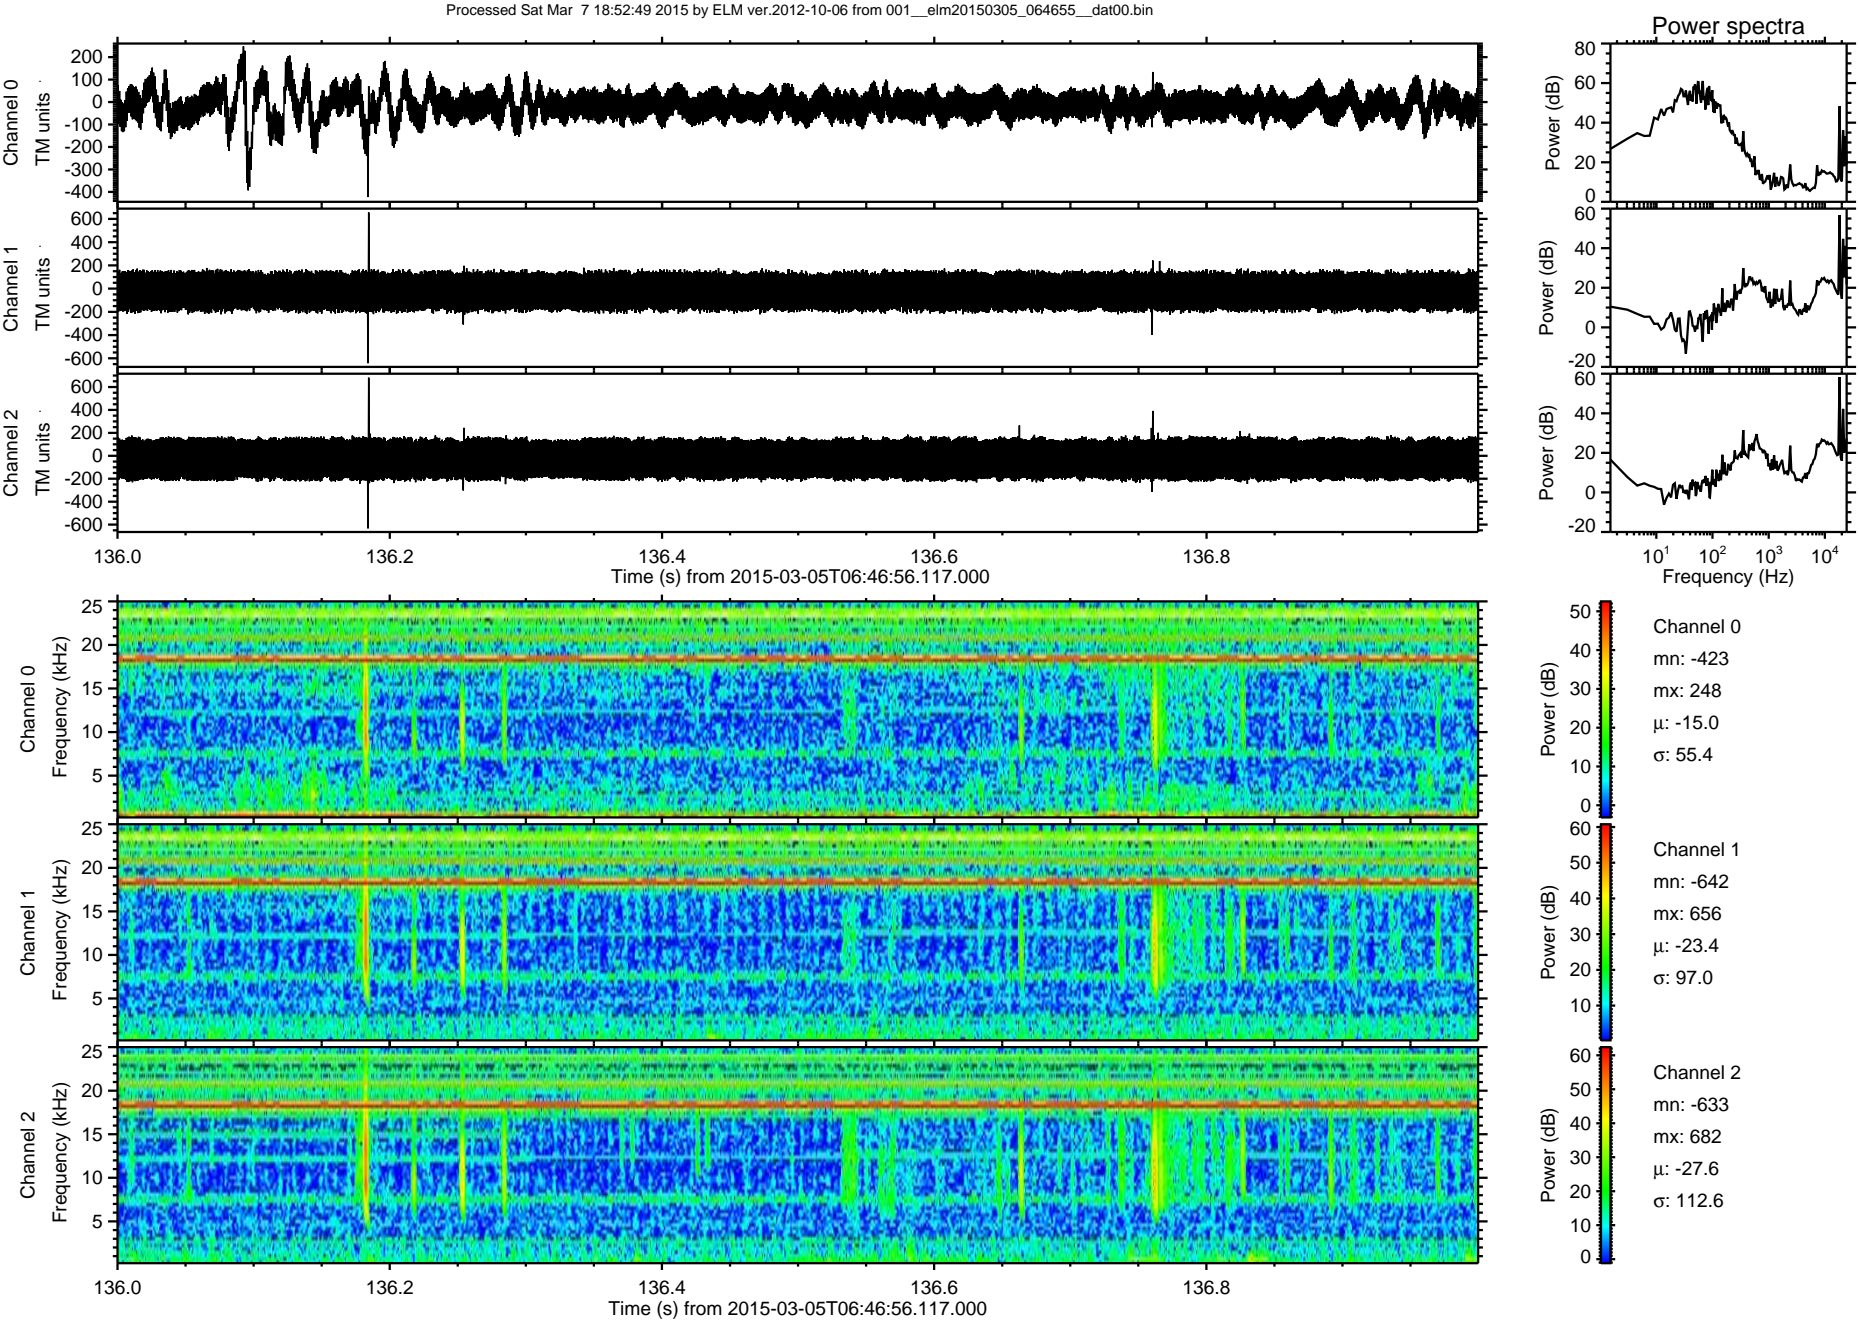 Processed Sat Mar  7 18:52:49 2015 by ELM ver.2012-10-06 from 001__elm20150305_064655__dat00.bin
Power spectra
Channel 0
TM units
200
100
0
-100
-200
-300
-400
Power (dB)
80
60
40
20
0
Channel 1
TM units
600
400
200
0
-200
-400
-600
Power (dB)
60
40
20
0
-20
Channel 2
TM units
600
400
200
0
-200
-400
-600
Power (dB)
60
40
20
0
-20
136.0 136.2 136.4 136.6 136.8
Time (s) from 2015-03-05T06:46:56.117.000
10^1 10^2 10^3 10^4
Frequency (Hz)
Channel 0
Frequency (kHz)
25
20
15
10
5
Power (dB)
50
40
30
20
10
0
Channel 0
mn: -423
mx: 248
µ: -15.0
σ: 55.4
Channel 1
Frequency (kHz)
25
20
15
10
5
Power (dB)
60
50
40
30
20
10
Channel 1
mn: -642
mx: 656
µ: -23.4
σ: 97.0
Channel 2
Frequency (kHz)
25
20
15
10
5
Power (dB)
60
50
40
30
20
10
0
Channel 2
mn: -633
mx: 682
µ: -27.6
σ: 112.6
136.0 136.2 136.4 136.6 136.8
Time (s) from 2015-03-05T06:46:56.117.000